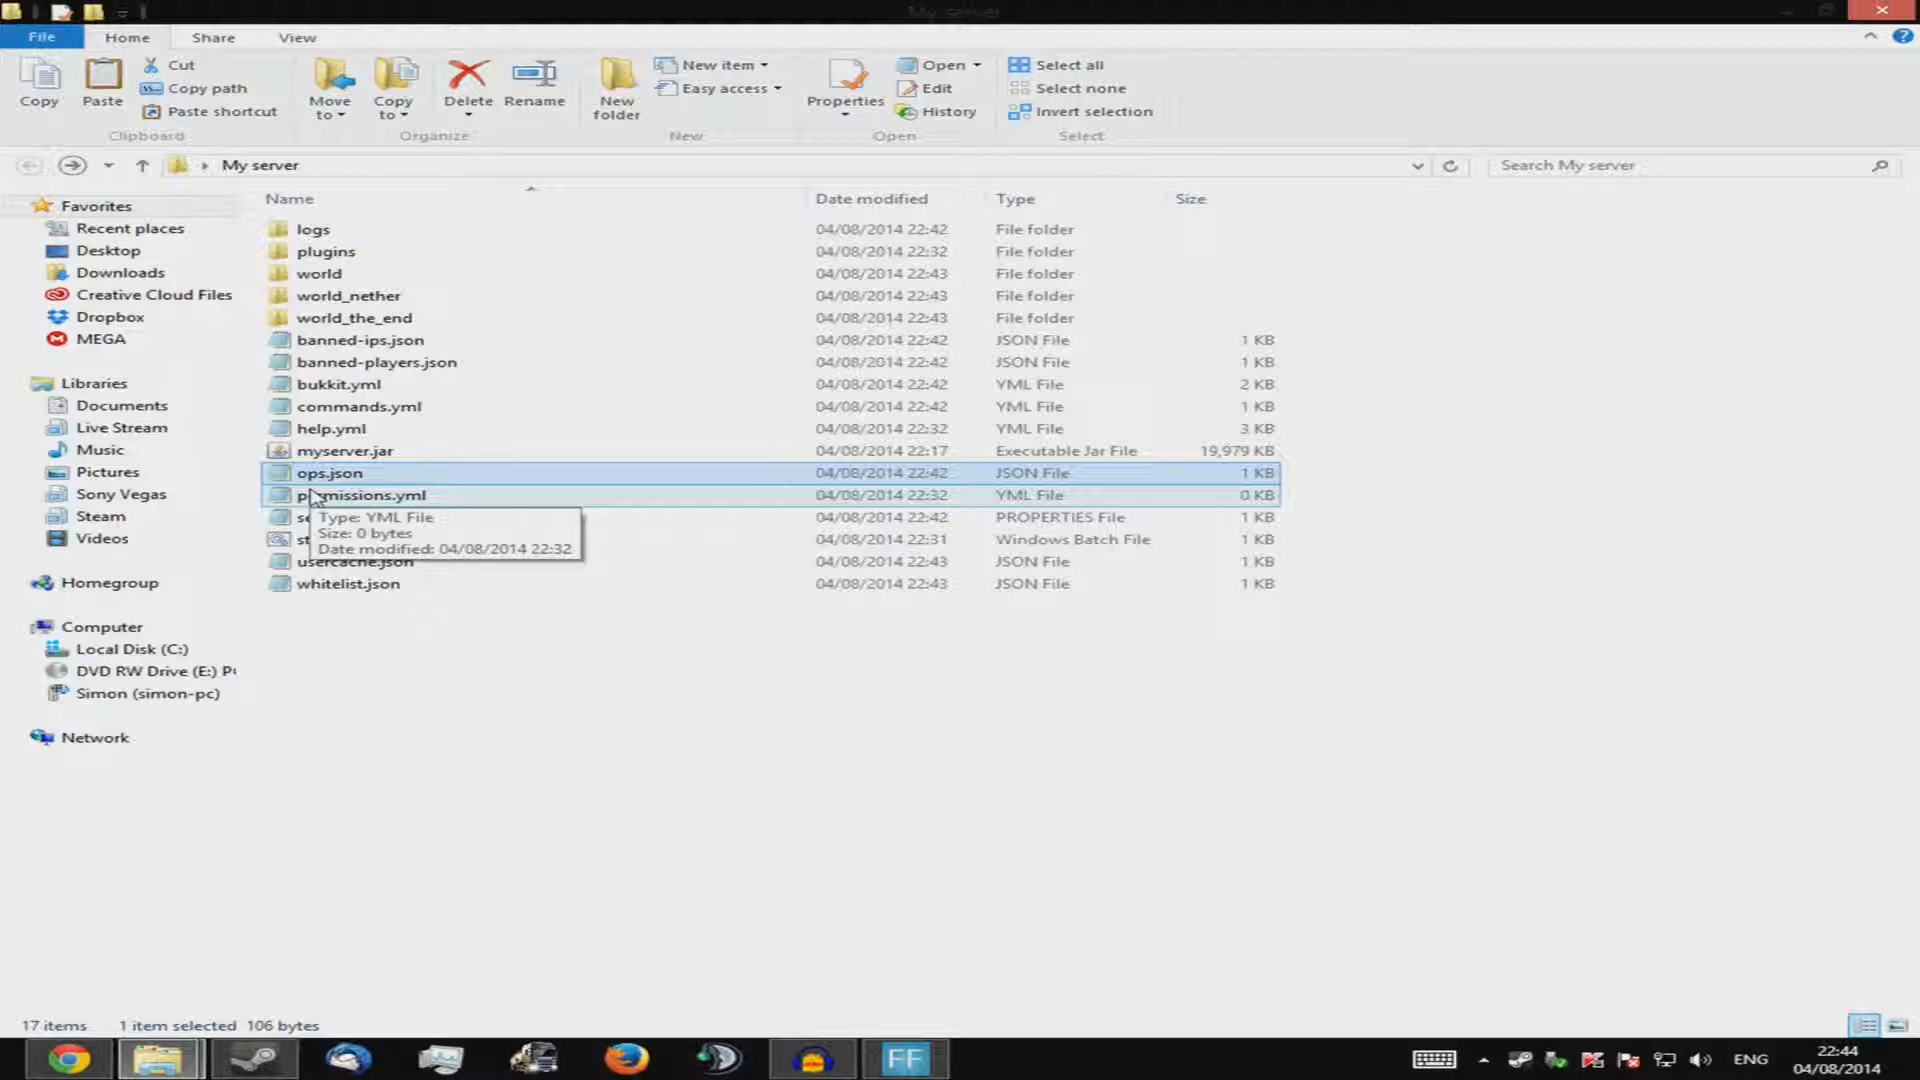 My server
File Home Share View
Copy
Paste
Cut
Copy path
Paste shortcut
Clipboard
Move to
Copy to
Delete
Rename
Organize
New folder
New item
Easy access
New
Properties
Open
Edit
History
Open
Select all
Select none
Invert selection
Select
My server
Search My server
Name Date modified Type Size
Favorites
Recent places
Desktop
Downloads
Creative Cloud Files
Dropbox
MEGA
Libraries
Documents
Live Stream
Music
Pictures
Sony Vegas
Steam
Videos
Homegroup
Computer
Local Disk (C:)
DVD RW Drive (E:)
Simon (simon-pc)
Network
logs 04/08/2014 22:42 File folder
plugins 04/08/2014 22:32 File folder
world 04/08/2014 22:43 File folder
world_nether 04/08/2014 22:43 File folder
world_the_end 04/08/2014 22:43 File folder
banned-ips.json 04/08/2014 22:42 JSON File 1 KB
banned-players.json 04/08/2014 22:42 JSON File 1 KB
bukkit.yml 04/08/2014 22:42 YML File 2 KB
commands.yml 04/08/2014 22:42 YML File 1 KB
help.yml 04/08/2014 22:32 YML File 3 KB
myserver.jar 04/08/2014 22:17 Executable Jar File 19,979 KB
ops.json 04/08/2014 22:42 JSON File 1 KB
permissions.yml 04/08/2014 22:32 YML File 0 KB
se 04/08/2014 22:42 PROPERTIES File 1 KB
st 04/08/2014 22:31 Windows Batch File 1 KB
usercache.json 04/08/2014 22:43 JSON File 1 KB
whitelist.json 04/08/2014 22:43 JSON File 1 KB
Type: YML File
Size: 0 bytes
Date modified: 04/08/2014 22:32
17 items 1 item selected 106 bytes
FF
ENG
22:44
04/08/2014